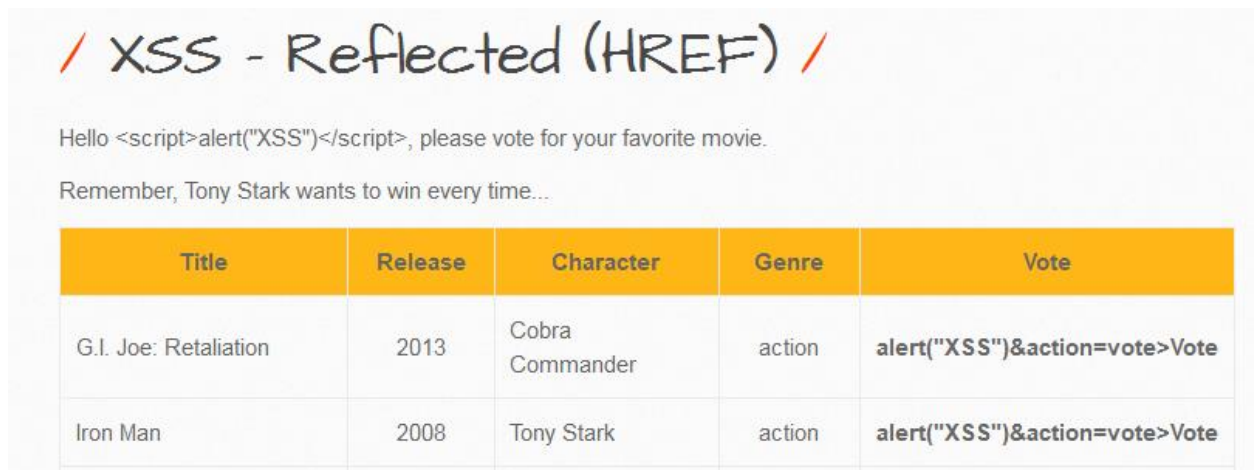 / XSS - Reflected (HREF) /
Hello <script>alert("XSS")</script>, please vote for your favorite movie.
Remember, Tony Stark wants to win every time...
Title Release Character Genre Vote
G.I. Joe: Retaliation 2013 Cobra Commander action alert("XSS")&action=vote>Vote
Iron Man 2008 Tony Stark action alert("XSS")&action=vote>Vote